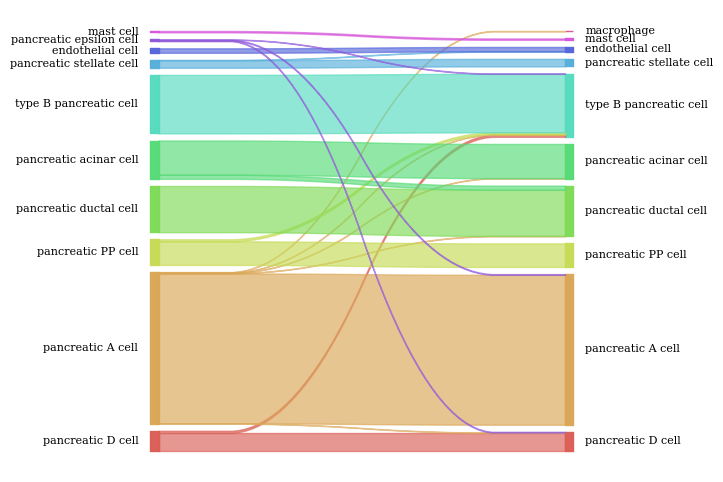 mast cell
pancreatic epsilon cell
endothelial cell
pancreatic stellate cell
type B pancreatic cell
pancreatic acinar cell
pancreatic ductal cell
pancreatic PP cell
pancreatic A cell
pancreatic D cell
macrophage
mast cell
endothelial cell
pancreatic stellate cell
type B pancreatic cell
pancreatic acinar cell
pancreatic ductal cell
pancreatic PP cell
pancreatic A cell
pancreatic D cell